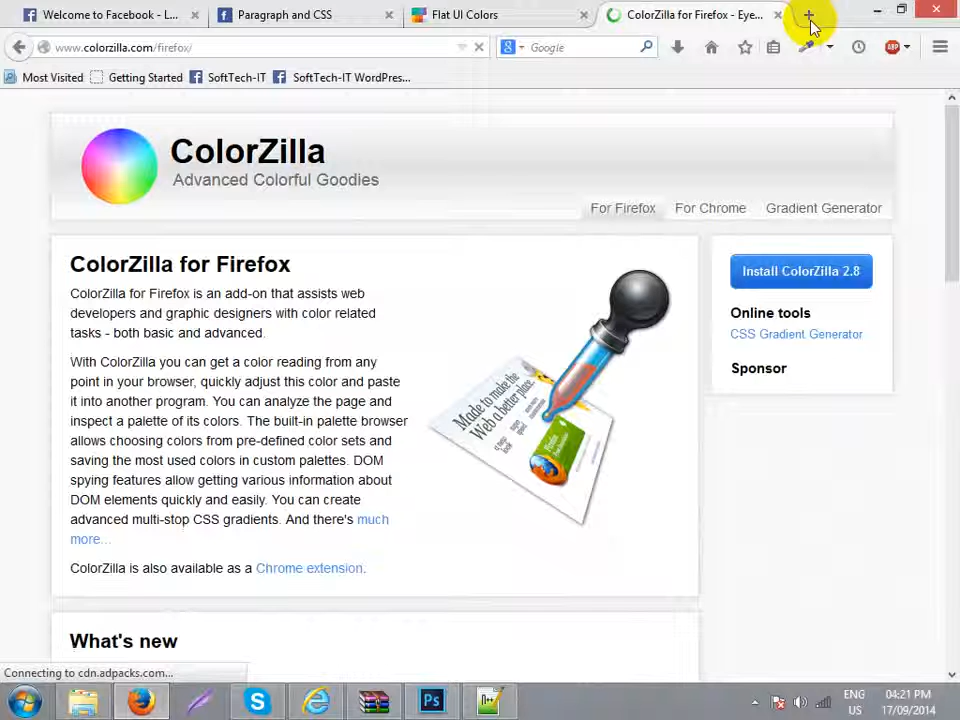 Welcome to Facebook - L...
Paragraph and CSS
Flat UI Colors
ColorZilla for Firefox - Eye...
www.colorzilla.com/firefox/
Google
Most Visited
Getting Started
SoftTech-IT
SoftTech-IT WordPres...
ColorZilla
Advanced Colorful Goodies
For Firefox
For Chrome
Gradient Generator
ColorZilla for Firefox
ColorZilla for Firefox is an add-on that assists web
developers and graphic designers with color related
tasks - both basic and advanced.
With ColorZilla you can get a color reading from any
point in your browser, quickly adjust this color and paste
it into another program. You can analyze the page and
inspect a palette of its colors. The built-in palette browser
allows choosing colors from pre-defined color sets and
saving the most used colors in custom palettes. DOM
spying features allow getting various information about
DOM elements quickly and easily. You can create
advanced multi-stop CSS gradients. And there's much
more...
ColorZilla is also available as a Chrome extension.
Made to make the
Web a better place.
Install ColorZilla 2.8
Online tools
CSS Gradient Generator
Sponsor
What's new
Connecting to cdn.adpacks.com...
ENG
US
04:21 PM
17/09/2014